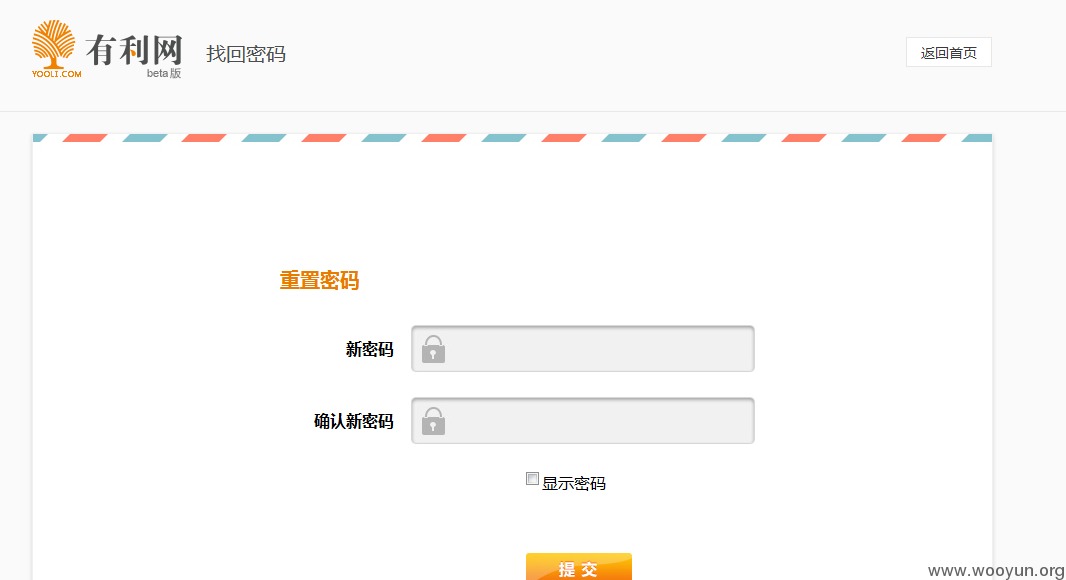 有利网
YOOLI.COM
beta版
找回密码
返回首页
重置密码
新密码
确认新密码
显示密码
提 交
www.wooyun.org